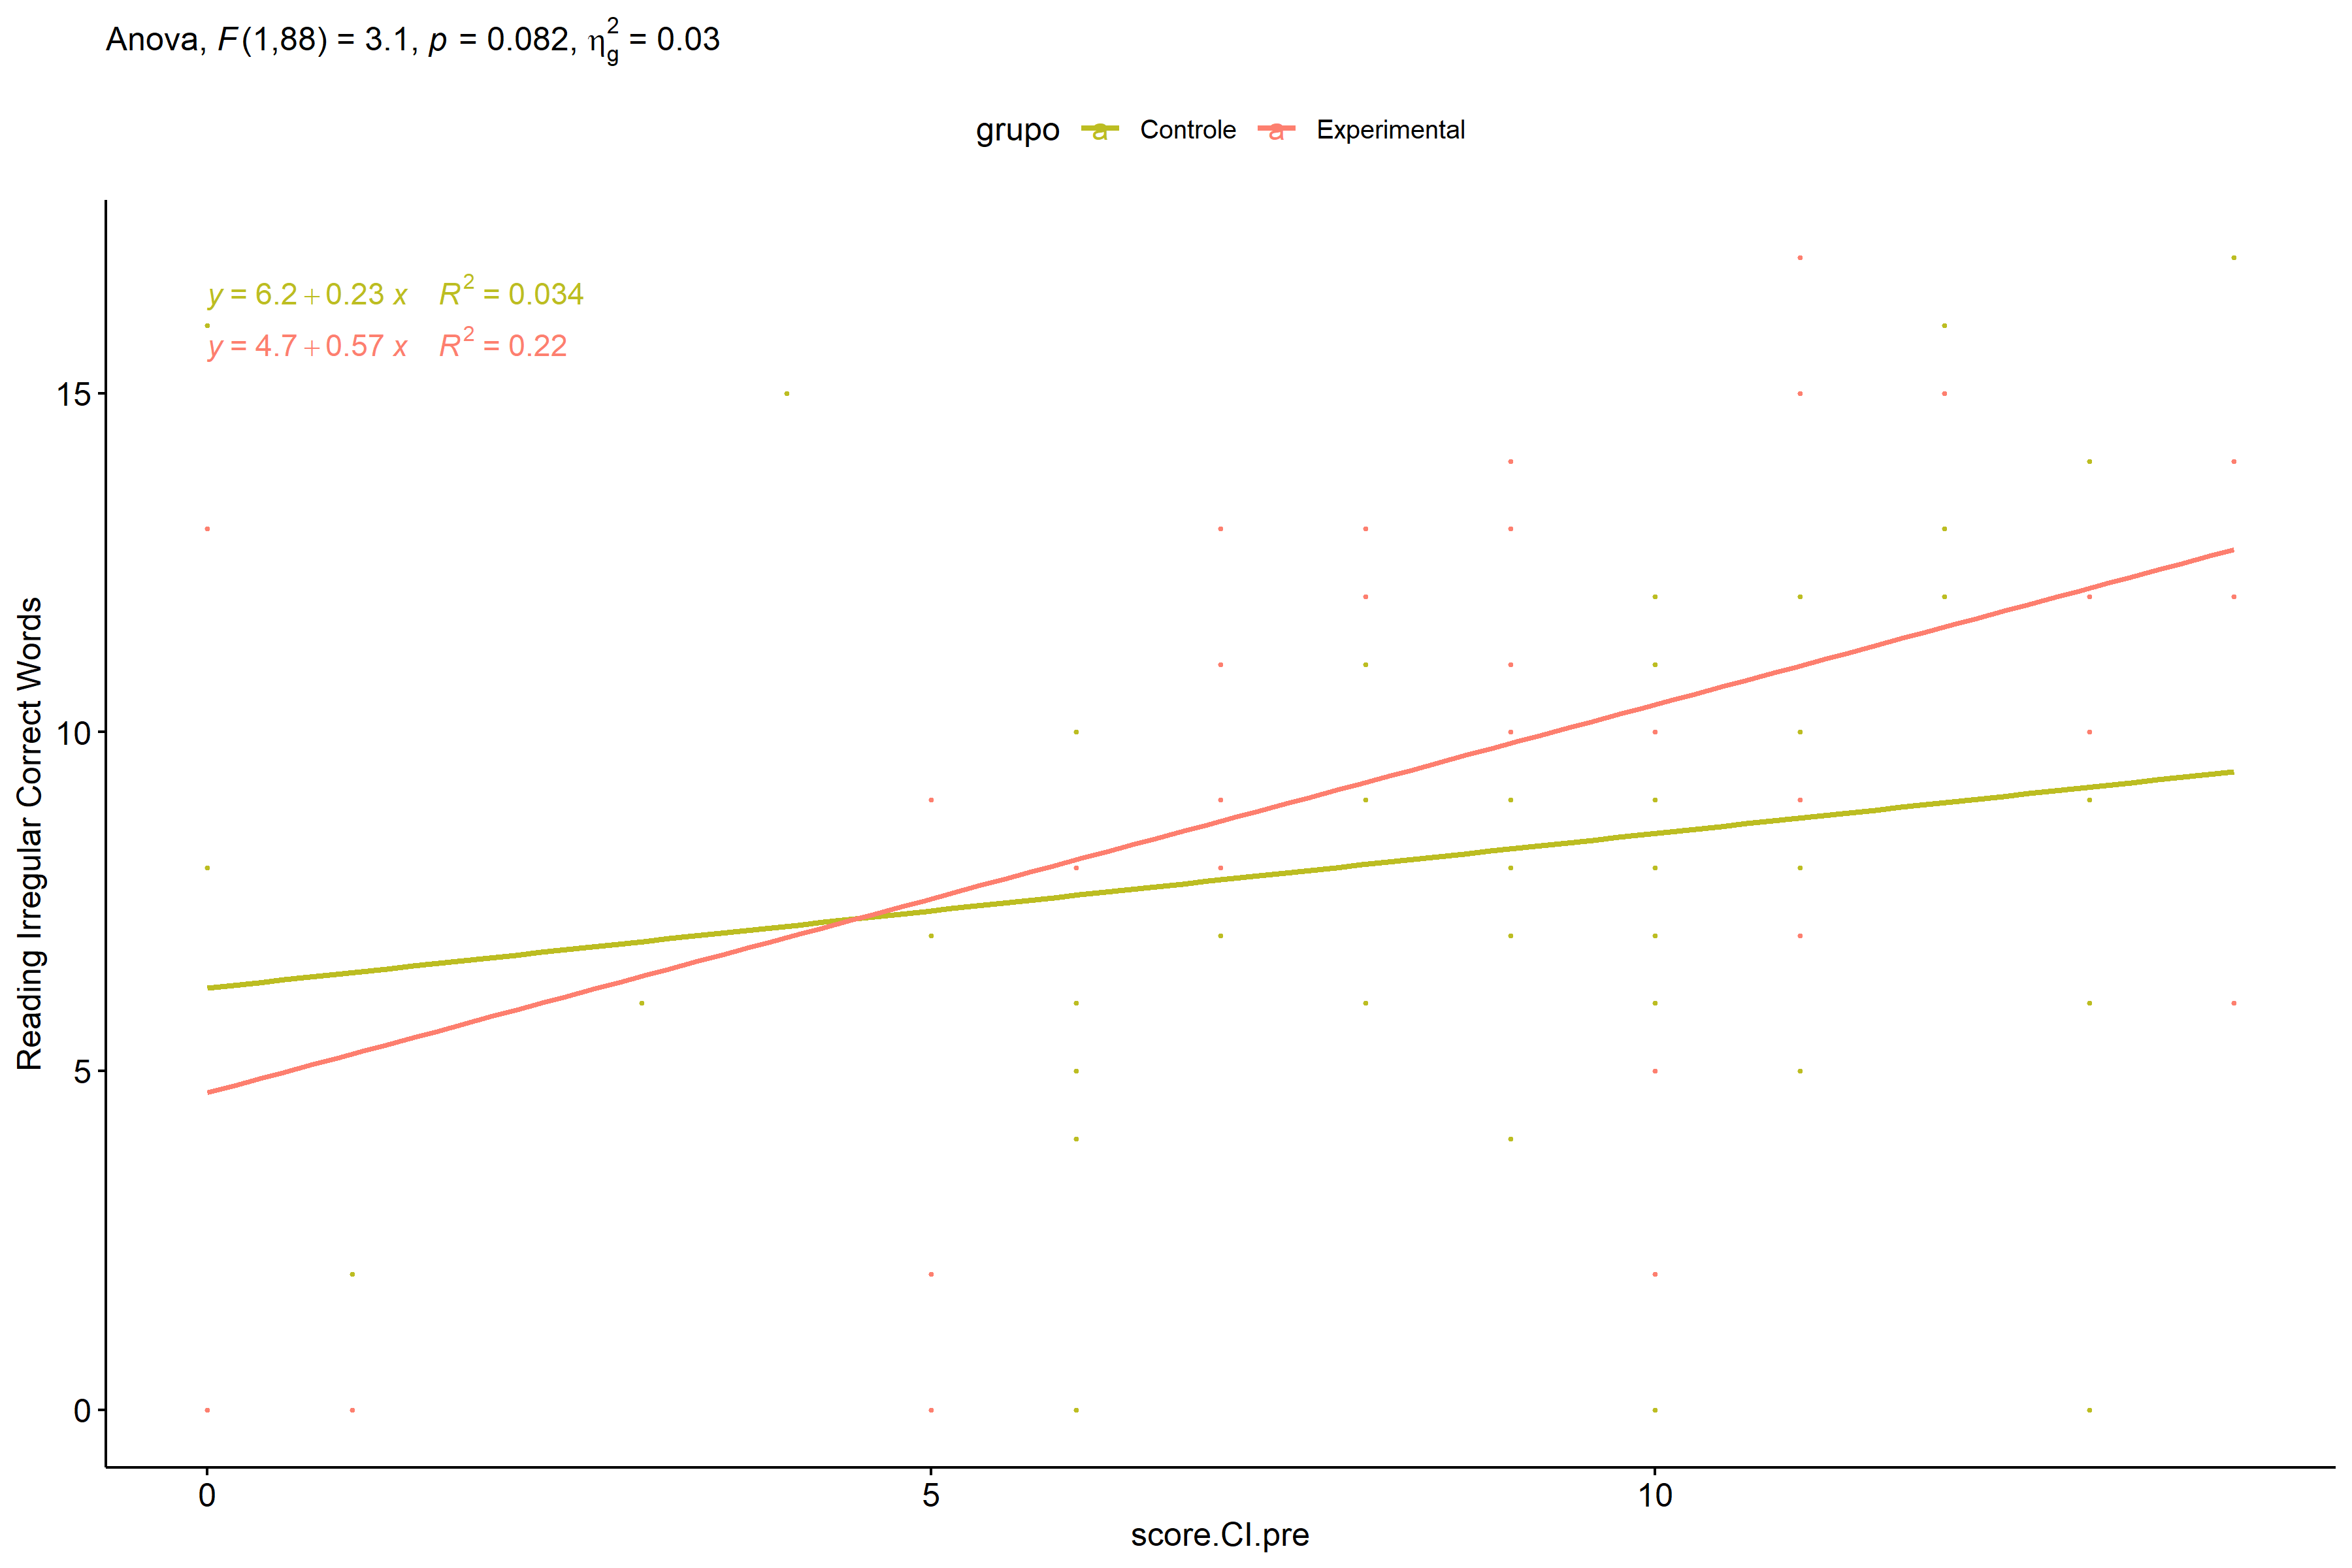 Anova, F(1,88) = 3.1, p = 0.082, η²g = 0.03
grupo a Controle a Experimental
y = 6.2 + 0.23 x R² = 0.034
y = 4.7 + 0.57 x R² = 0.22
15
10
5
0
Reading Irregular Correct Words
0 5 10
score.CI.pre